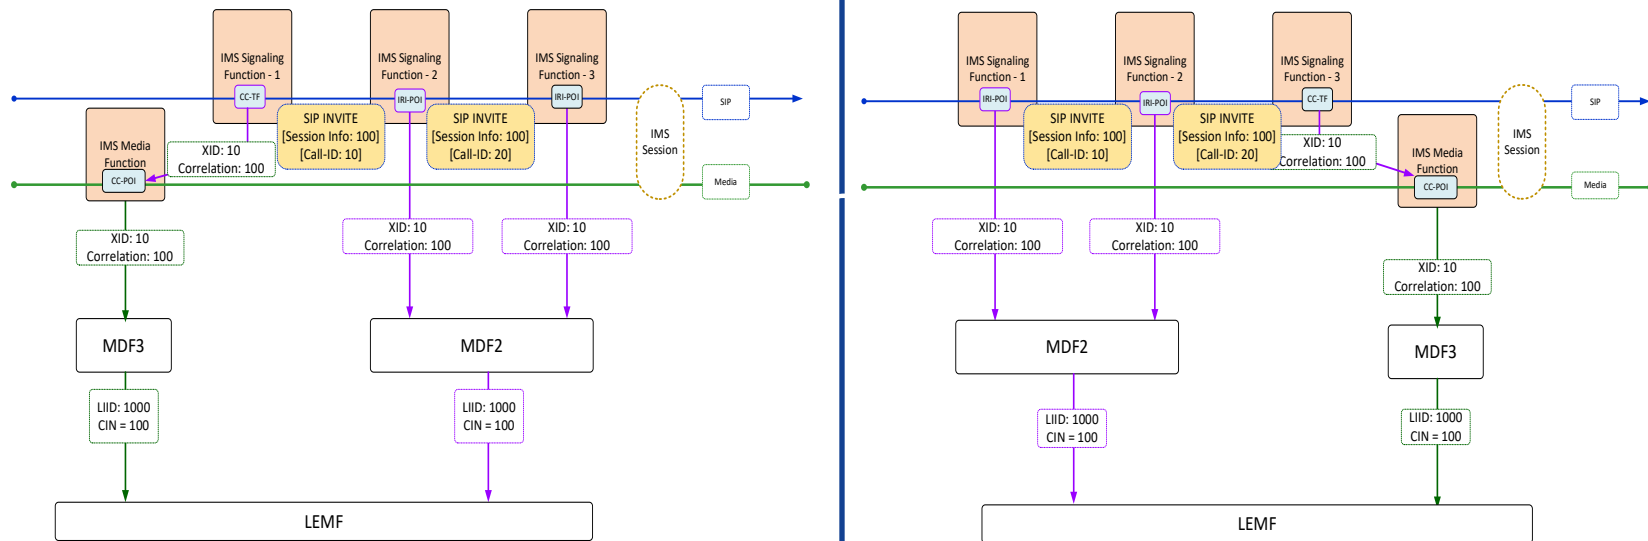 IMS Signaling
Function - 1
CC-TF
IMS Signaling
Function - 2
IRI-POI
IMS Signaling
Function - 3
IRI-POI
SIP INVITE
[Session Info: 100]
[Call-ID: 10]
SIP INVITE
[Session Info: 100]
[Call-ID: 20]
IMS
Session
SIP
IMS Media
Function
CC-POI
XID: 10
Correlation: 100
Media
XID: 10
Correlation: 100
XID: 10
Correlation: 100
XID: 10
Correlation: 100
MDF3
MDF2
LIID: 1000
CIN = 100
LIID: 1000
CIN = 100
LEMF
IMS Signaling
Function - 1
IRI-POI
IMS Signaling
Function - 2
IRI-POI
IMS Signaling
Function - 3
CC-TF
SIP INVITE
[Session Info: 100]
[Call-ID: 10]
SIP INVITE
[Session Info: 100]
[Call-ID: 20]
IMS
Session
SIP
XID: 10
Correlation: 100
IMS Media
Function
CC-POI
Media
XID: 10
Correlation: 100
XID: 10
Correlation: 100
XID: 10
Correlation: 100
MDF2
MDF3
LIID: 1000
CIN = 100
LIID: 1000
CIN = 100
LEMF